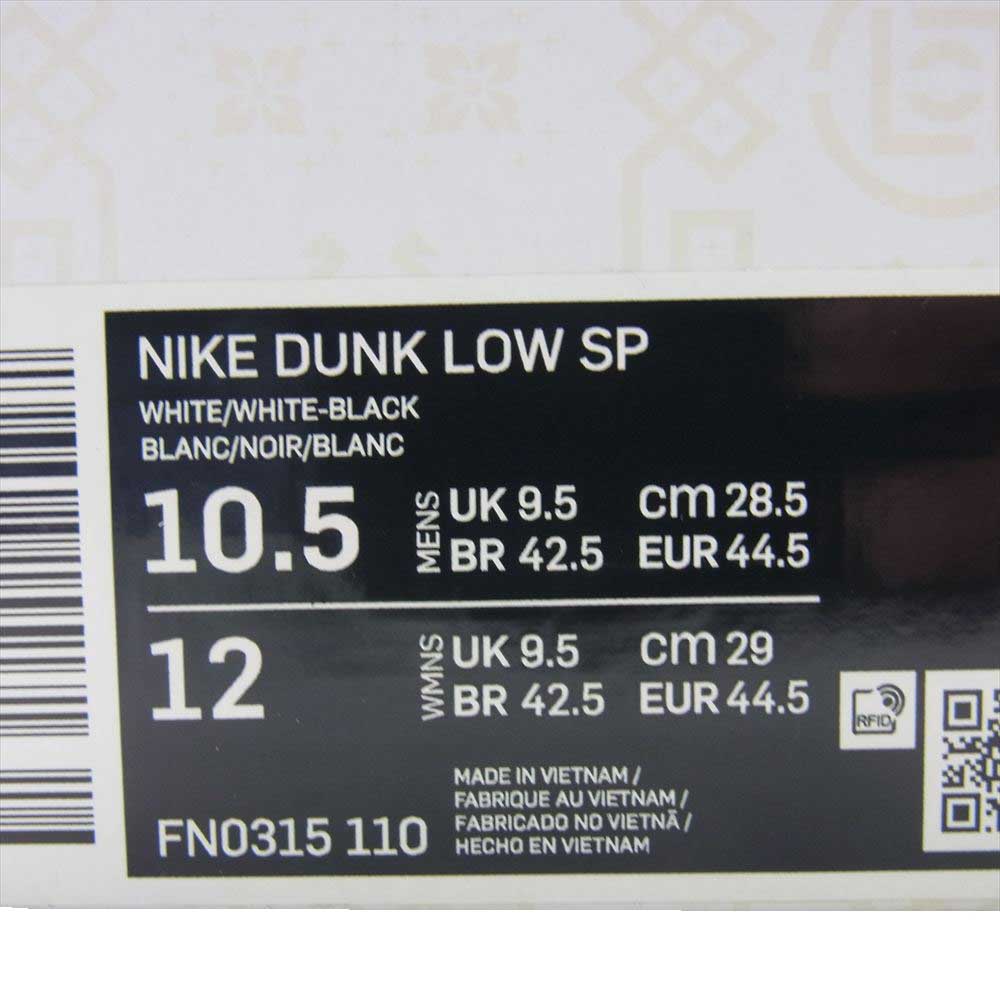 NIKE DUNK LOW SP
WHITE/WHITE-BLACK
BLANC/NOIR/BLANC
10.5 MENS UK 9.5 cm 28.5
BR 42.5 EUR 44.5
12 WMNS UK 9.5 cm 29
BR 42.5 EUR 44.5
RFID
MADE IN VIETNAM /
FABRIQUE AU VIETNAM /
FABRICADO NO VIETNÃ /
HECHO EN VIETNAM
FN0315 110